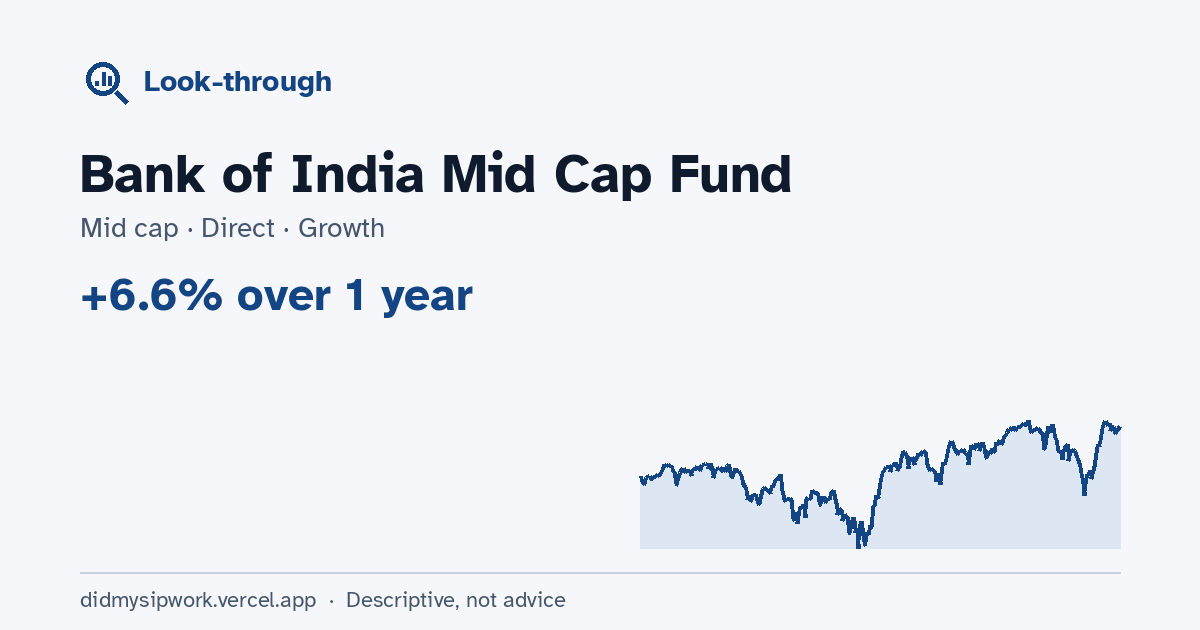 Look-through
Bank of India Mid Cap Fund
Mid cap · Direct · Growth
+6.6% over 1 year
didmysipwork.vercel.app · Descriptive, not advice